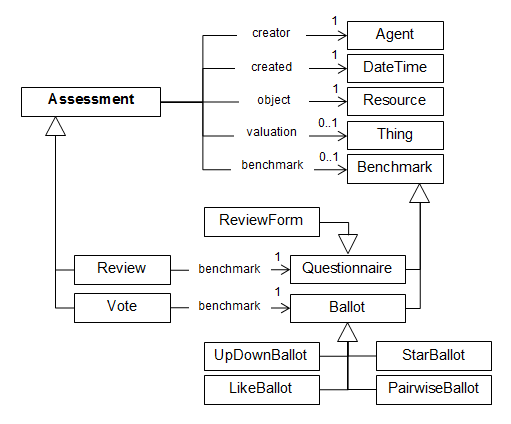 creator 1 Agent
created 1 DateTime
Assessment object 1 Resource
valuation 0..1 Thing
benchmark 0..1 Benchmark
ReviewForm
Review benchmark 1 Questionnaire
Vote benchmark 1 Ballot
UpDownBallot StarBallot
LikeBallot PairwiseBallot